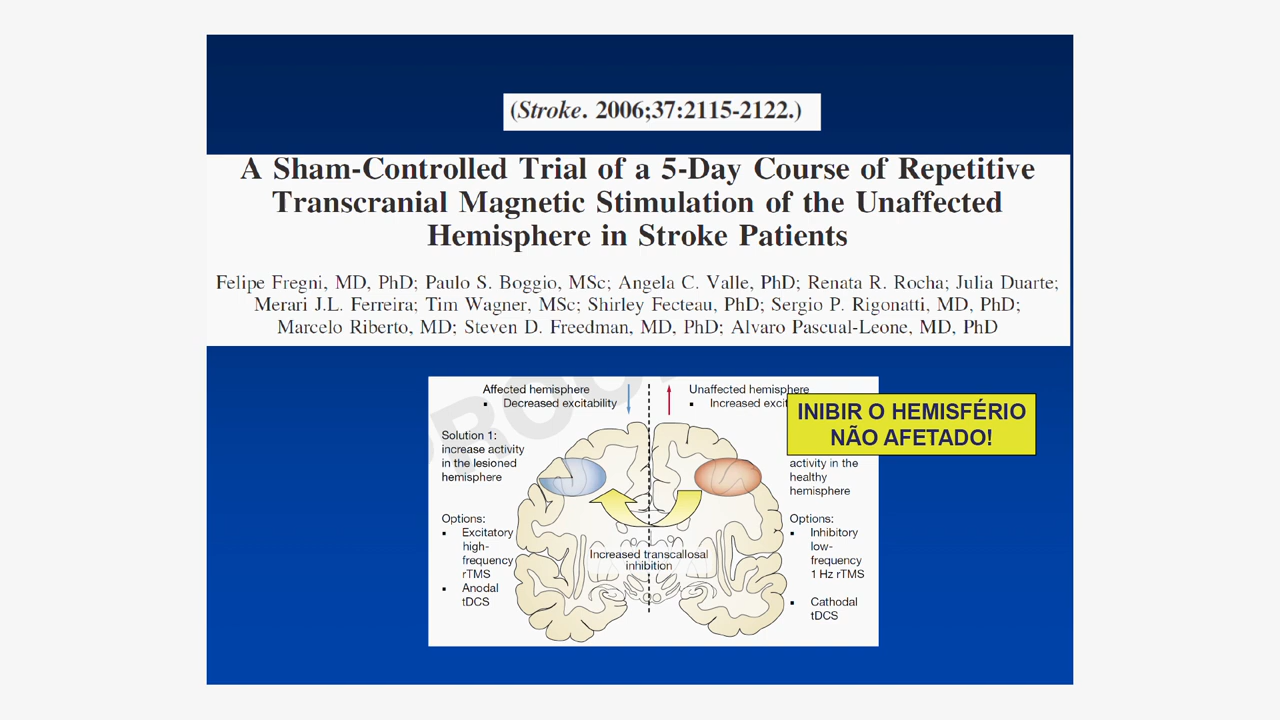 (Stroke. 2006;37:2115-2122.)
A Sham-Controlled Trial of a 5-Day Course of Repetitive
Transcranial Magnetic Stimulation of the Unaffected
Hemisphere in Stroke Patients
Felipe Fregni, MD, PhD; Paulo S. Boggio, MSc; Angela C. Valle, PhD; Renata R. Rocha; Julia Duarte;
Merari J.L. Ferreira; Tim Wagner, MSc; Shirley Fecteau, PhD; Sergio P. Rigonatti, MD, PhD;
Marcelo Riberto, MD; Steven D. Freedman, MD, PhD; Alvaro Pascual-Leone, MD, PhD
Affected hemisphere
▪ Decreased excitability
Unaffected hemisphere
▪ Increased
INIBIR O HEMISFÉRIO
NÃO AFETADO!
Solution 1:
increase activity
in the lesioned
hemisphere
activity in the
healthy
hemisphere
Options:
▪ Excitatory
high-
frequency
rTMS
▪ Anodal
tDCS
Increased transcallosal
inhibition
Options:
▪ Inhibitory
low-
frequency
1 Hz rTMS
▪ Cathodal
tDCS